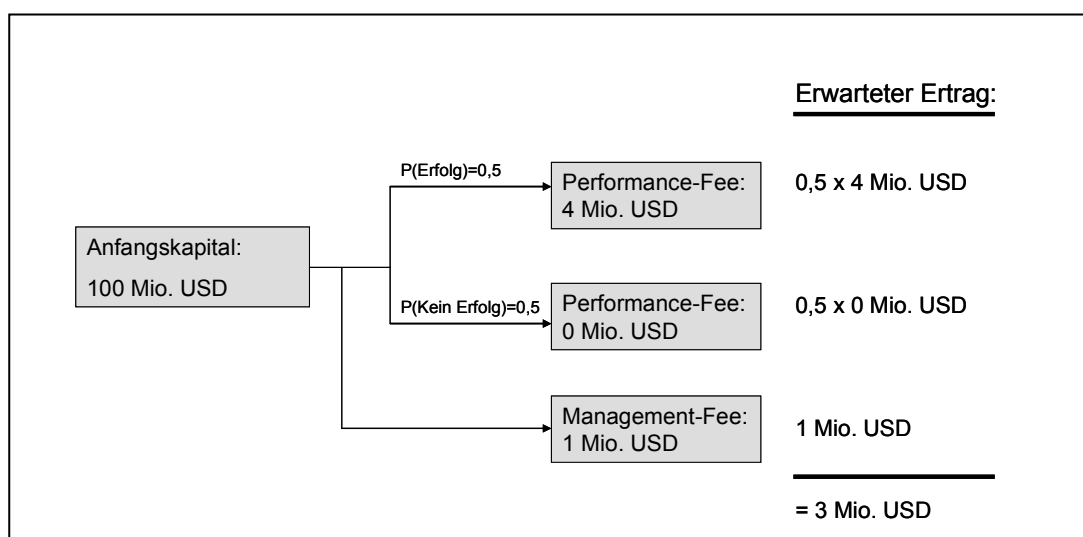 Erwarteter Ertrag:
P(Erfolg)=0,5
Performance-Fee:
4 Mio. USD
0,5 x 4 Mio. USD
Anfangskapital:
100 Mio. USD
P(Kein Erfolg)=0,5
Performance-Fee:
0 Mio. USD
0,5 x 0 Mio. USD
Management-Fee:
1 Mio. USD
1 Mio. USD
= 3 Mio. USD